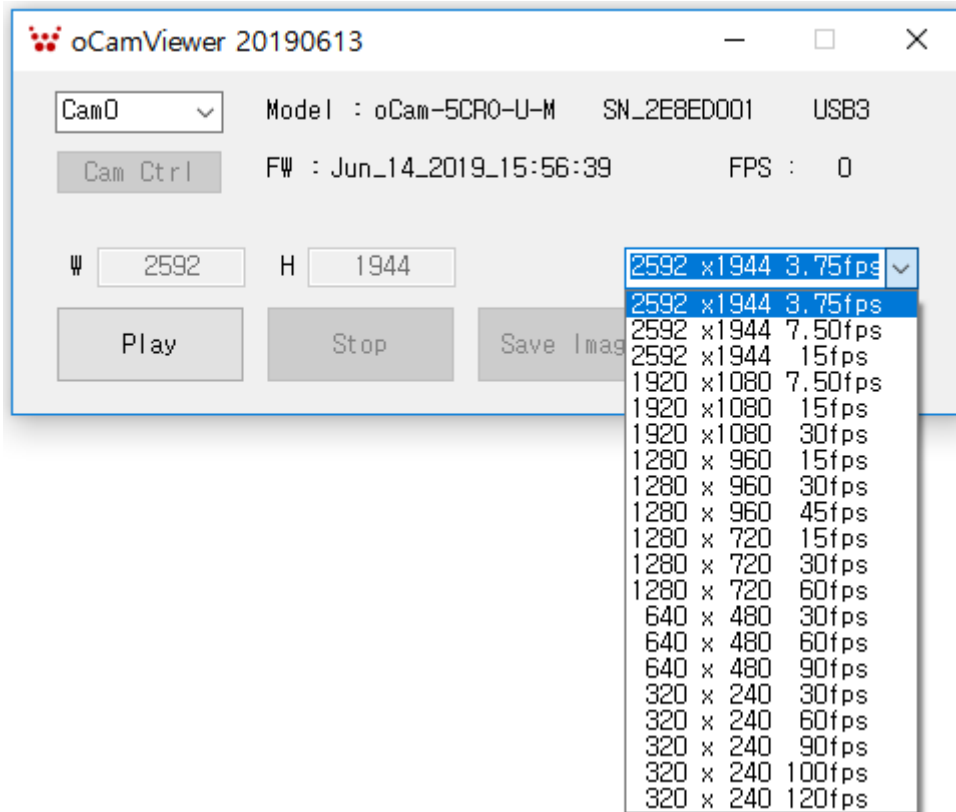 oCamViewer 20190613
Cam0 Model : oCam-5CRO-U-M SN_2E8ED001 USB3
Cam Ctrl FW : Jun_14_2019_15:56:39 FPS : 0
W 2592 H 1944 2592 x1944 3.75fps
Play Stop Save Imag
2592 x1944 3.75fps
2592 x1944 7.50fps
2592 x1944 15fps
1920 x1080 7.50fps
1920 x1080 15fps
1920 x1080 30fps
1280 x 960 15fps
1280 x 960 30fps
1280 x 960 45fps
1280 x 720 15fps
1280 x 720 30fps
1280 x 720 60fps
640 x 480 30fps
640 x 480 60fps
640 x 480 90fps
320 x 240 30fps
320 x 240 60fps
320 x 240 90fps
320 x 240 100fps
320 x 240 120fps